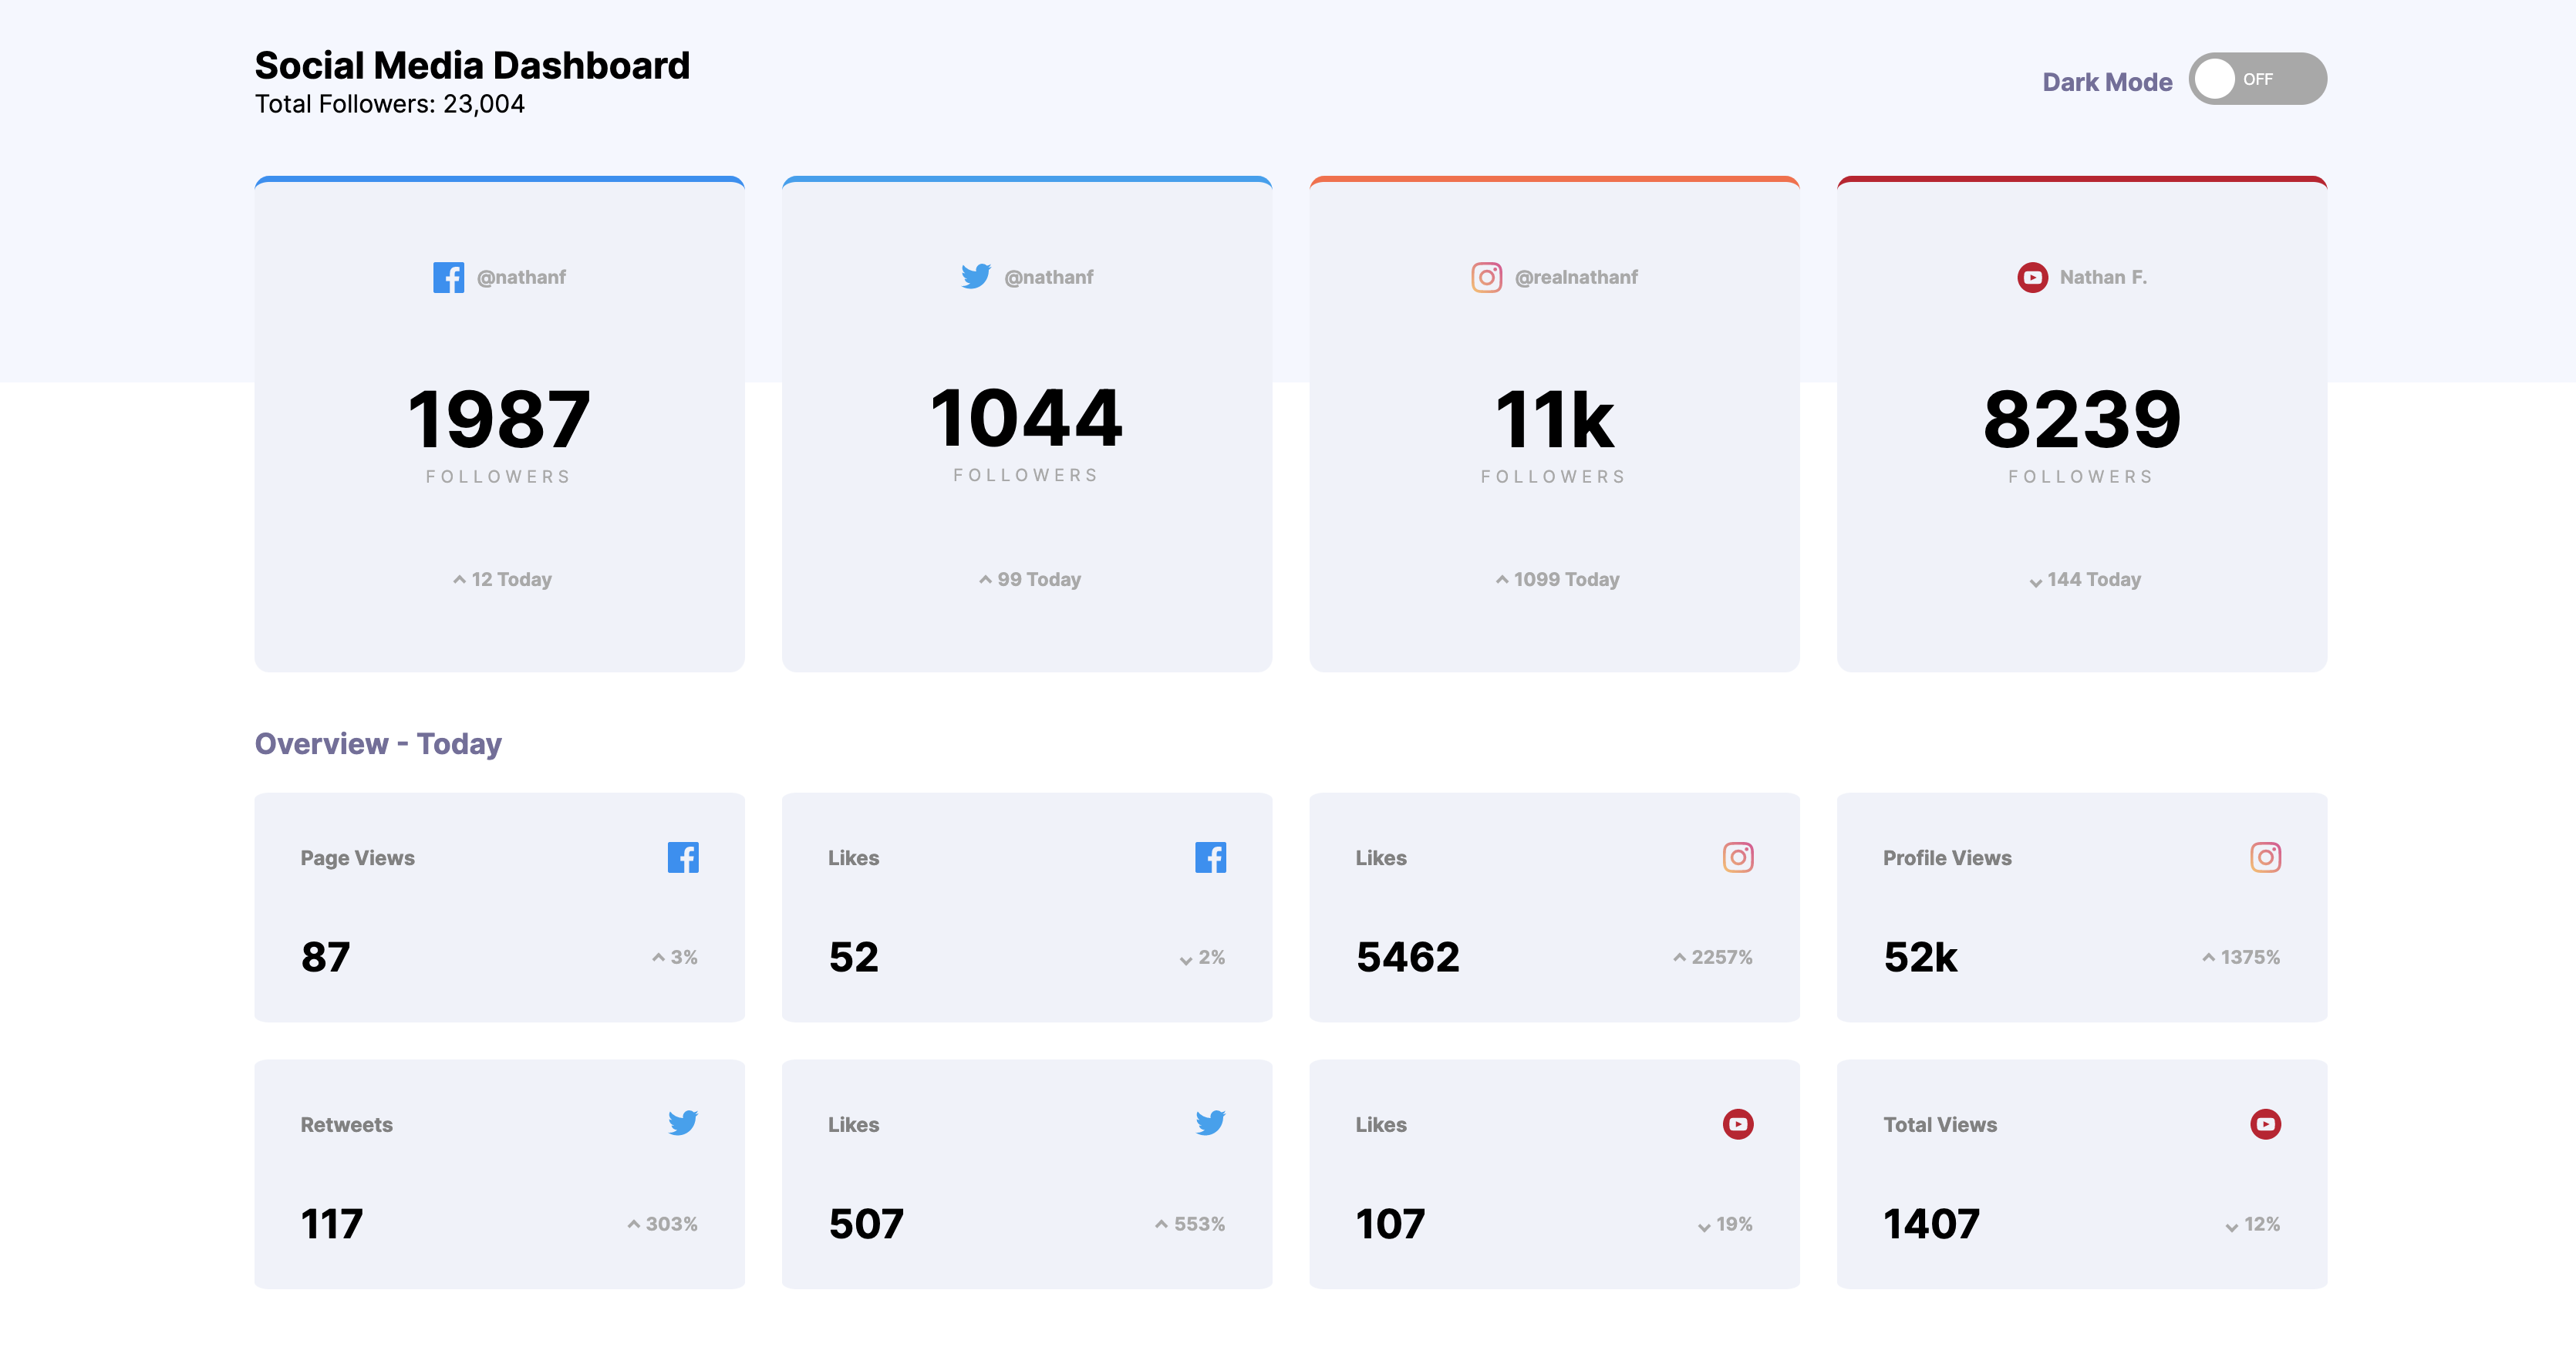 Social Media Dashboard
Total Followers: 23,004
Dark Mode
OFF
@nathanf
1987
FOLLOWERS
12 Today
@nathanf
1044
FOLLOWERS
99 Today
@realnathanf
11k
FOLLOWERS
1099 Today
Nathan F.
8239
FOLLOWERS
144 Today
Overview - Today
Page Views
87
3%
Likes
52
2%
Likes
5462
2257%
Profile Views
52k
1375%
Retweets
117
303%
Likes
507
553%
Likes
107
19%
Total Views
1407
12%